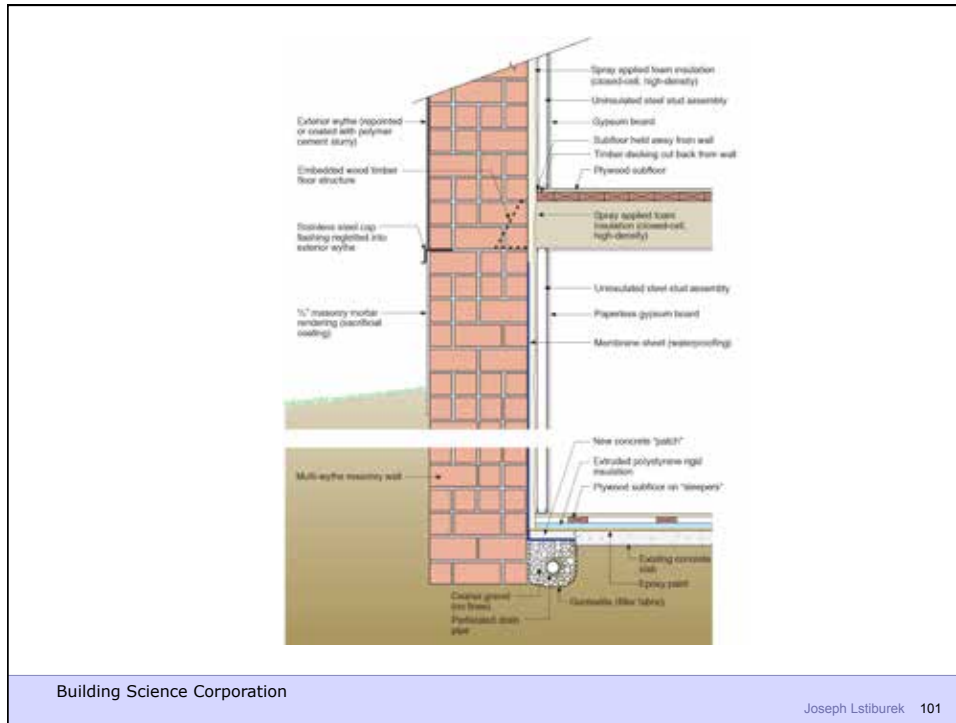 Exterior wythe (repointed
or coated with polymer
cement slurry)
Embedded wood timber
floor structure
Stainless steel cap
flashing regletted into
exterior wythe
¾" masonry mortar
rendering (sacrificial
coating)
Multi-wythe masonry wall
Spray applied foam insulation
(closed-cell, high-density)
Uninsulated steel stud assembly
Gypsum board
Subfloor held away from wall
Timber decking cut back from wall
Plywood subfloor
Spray applied foam
insulation (closed-cell,
high-density)
Uninsulated steel stud assembly
Paperless gypsum board
Membrane sheet (waterproofing)
New concrete "patch"
Extruded polystyrene rigid
insulation
Plywood subfloor on "sleepers"
Existing concrete
slab
Epoxy paint
Geotextile (filter fabric)
Coarse gravel
(no fines)
Perforated drain
pipe
Building Science Corporation
Joseph Lstiburek 101